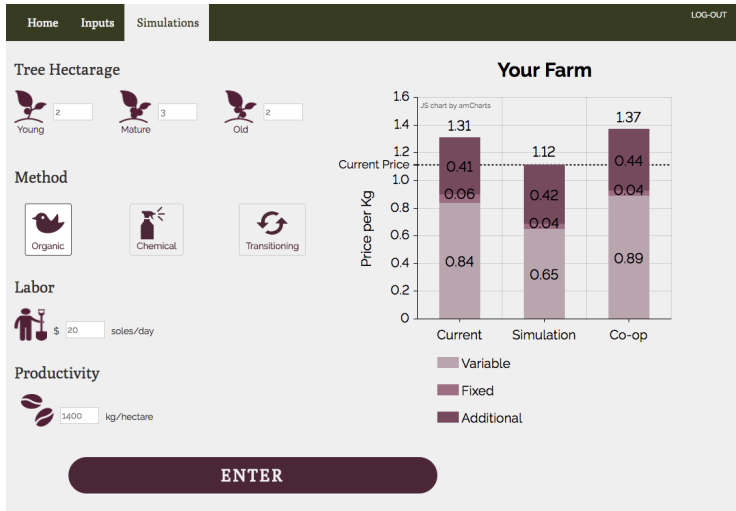 Home Inputs Simulations LOG-OUT
Tree Hectarage
2 3 2
Young Mature Old
Method
Organic Chemical Transitioning
Labor
$ 20 soles/day
Productivity
1400 kg/hectare
ENTER
Your Farm
JS chart by amCharts
Price per Kg
1.6
1.4
Current Price
1.0
0.8
0.6
0.4
0.2
0
1.31 1.12 1.37
0.41 0.42 0.44
0.06 0.04 0.04
0.84 0.65 0.89
Current Simulation Co-op
Variable
Fixed
Additional